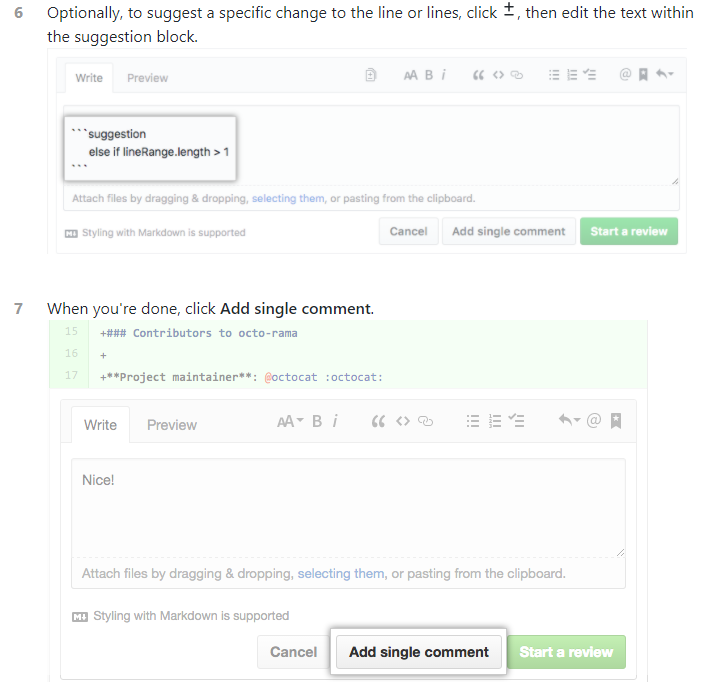 6 Optionally, to suggest a specific change to the line or lines, click ±, then edit the text within
the suggestion block.
Write Preview AA B i
```suggestion
else if lineRange.length > 1
```
Attach files by dragging & dropping, selecting them, or pasting from the clipboard.
Styling with Markdown is supported Cancel Add single comment Start a review
7 When you're done, click Add single comment.
15 +### Contributors to octo-rama
16 +
17 +**Project maintainer**: @octocat :octocat:
Write Preview AA B i
Nice!
Attach files by dragging & dropping, selecting them, or pasting from the clipboard.
Styling with Markdown is supported
Cancel Add single comment Start a review